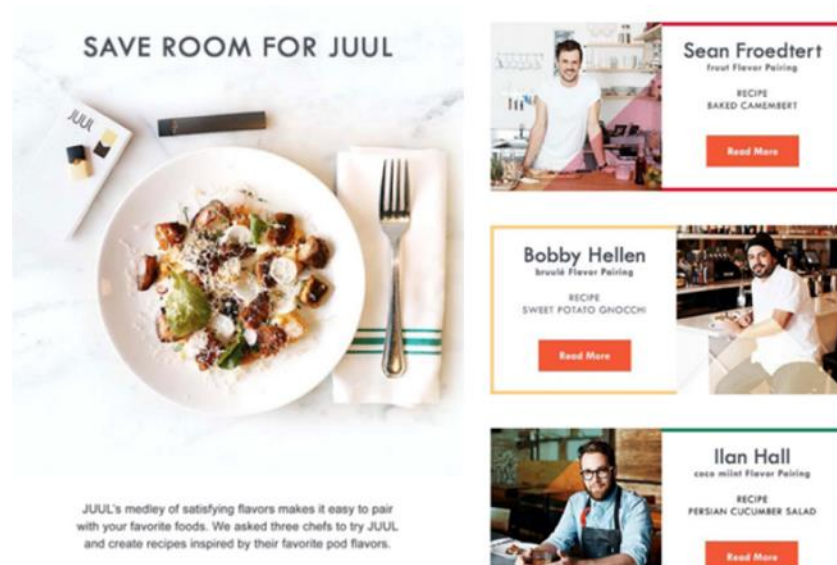 SAVE ROOM FOR JUUL
JUUL
JUUL's medley of satisfying flavors makes it easy to pair
with your favorite foods. We asked three chefs to try JUUL
and create recipes inspired by their favorite pod flavors.
Sean Froedtert
fruut Flavor Pairing
RECIPE
BAKED CAMEMBERT
Read More
Bobby Hellen
bruulé Flavor Pairing
RECIPE
SWEET POTATO GNOCCHI
Read More
Ilan Hall
coco miint Flavor Pairing
RECIPE
PERSIAN CUCUMBER SALAD
Read More